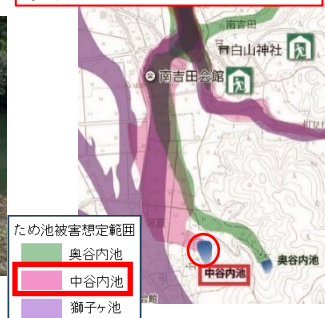 南吉田
白山神社
南吉田会館
奥谷内池
中谷内池
ため池被害想定範囲
奥谷内池
中谷内池
獅子ヶ池